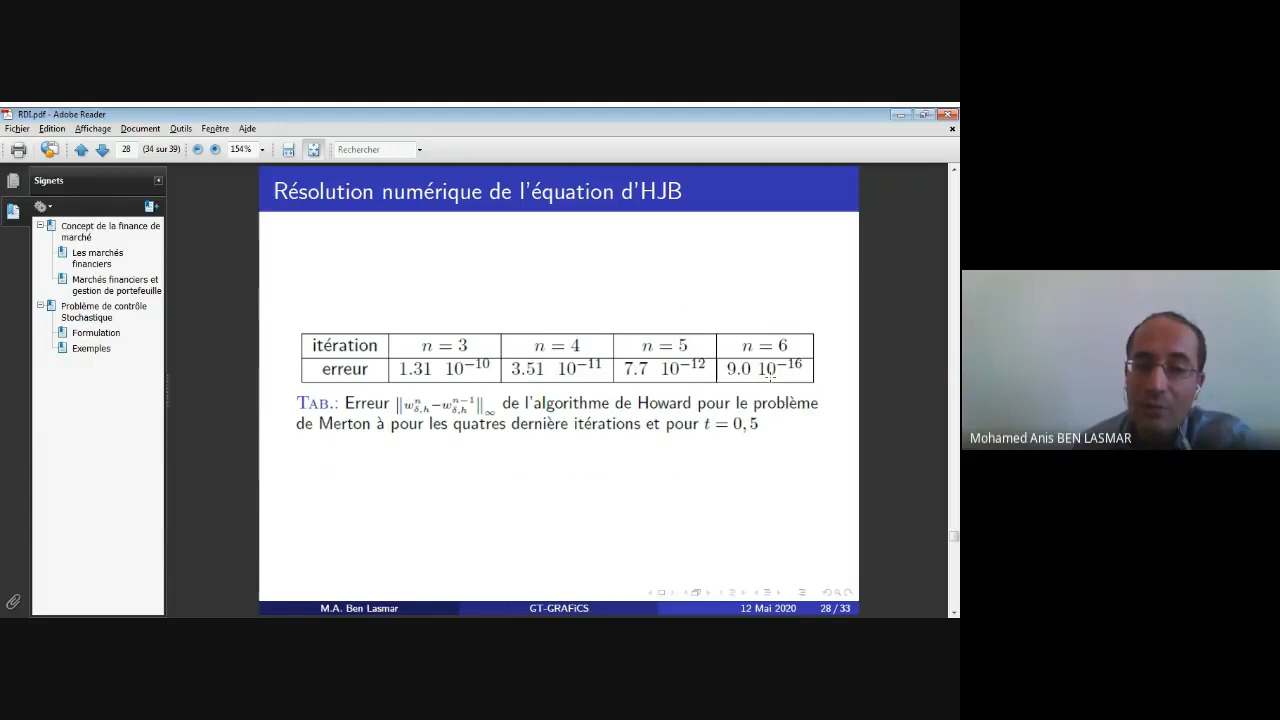 RDI.pdf - Adobe Reader
Fichier Edition Affichage Document Outils Fenêtre Aide
28 (34 sur 39) 154% Rechercher
Signets
Concept de la finance de
marché
Les marchés
financiers
Marchés financiers et
gestion de portefeuille
Problème de contrôle
Stochastique
Formulation
Exemples
Résolution numérique de l'équation d'HJB
itération n = 3 n = 4 n = 5 n = 6
erreur 1.31 10^{-10} 3.51 10^{-11} 7.7 10^{-12} 9.0 10^{-16}
TAB.: Erreur ‖w^n_{δ,h} − w^{n−1}_{δ,h}‖_∞ de l'algorithme de Howard pour le problème
de Merton à pour les quatres dernière itérations et pour t = 0, 5
M.A. Ben Lasmar GT-GRAFiCS 12 Mai 2020 28 / 33
Mohamed Anis BEN LASMAR